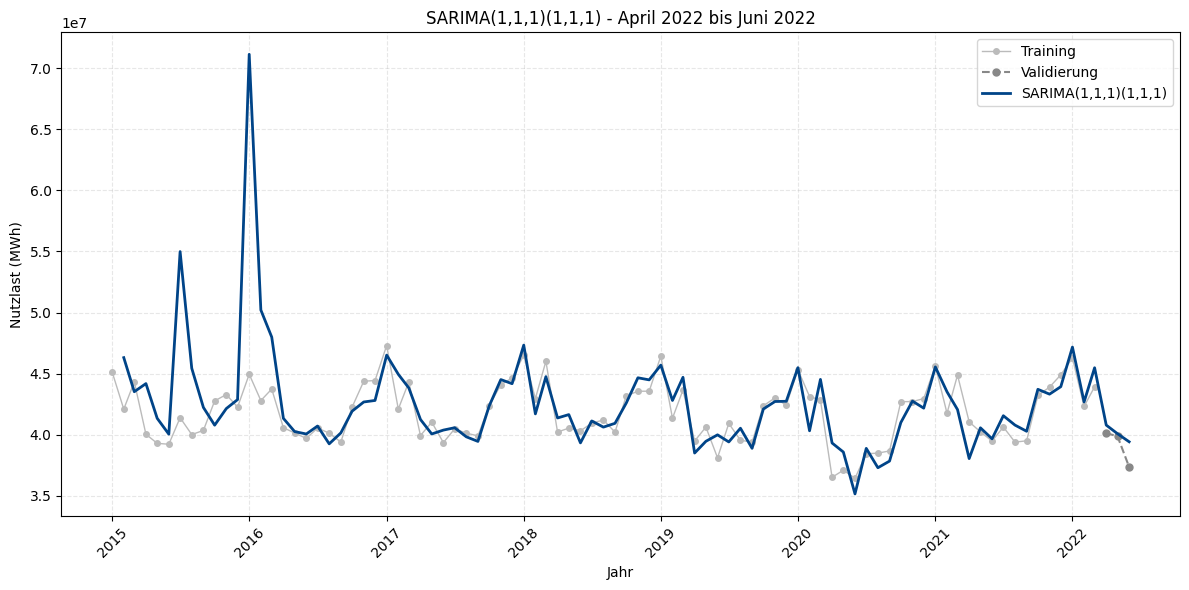 SARIMA(1,1,1)(1,1,1) - April 2022 bis Juni 2022
1e7
Training
Validierung
SARIMA(1,1,1)(1,1,1)
Nutzlast (MWh)
7.0
6.5
6.0
5.5
5.0
4.5
4.0
3.5
2015
2016
2017
2018
2019
2020
2021
2022
Jahr